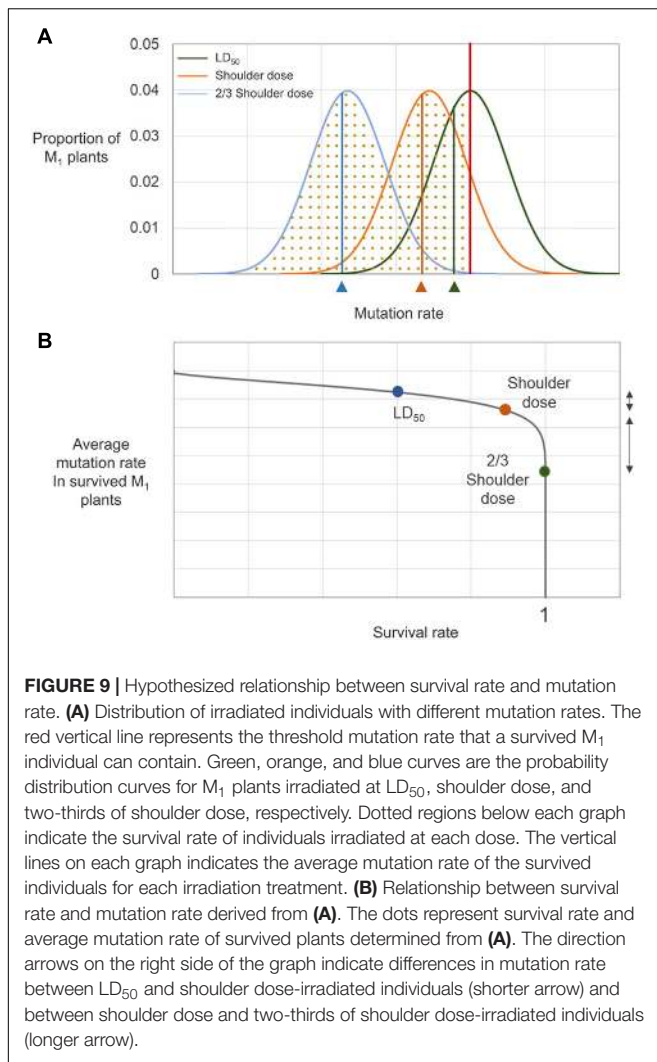 A
0.05
LD50
Shoulder dose
2/3 Shoulder dose
0.04
Proportion of
M1 plants
0.03
0.02
0.01
0
Mutation rate
B
Shoulder
dose
LD50
Average
mutation rate
In survived M1
plants
2/3
Shoulder
dose
1
Survival rate
FIGURE 9 | Hypothesized relationship between survival rate and mutation
rate. (A) Distribution of irradiated individuals with different mutation rates. The
red vertical line represents the threshold mutation rate that a survived M1
individual can contain. Green, orange, and blue curves are the probability
distribution curves for M1 plants irradiated at LD50, shoulder dose, and
two-thirds of shoulder dose, respectively. Dotted regions below each graph
indicate the survival rate of individuals irradiated at each dose. The vertical
lines on each graph indicates the average mutation rate of the survived
individuals for each irradiation treatment. (B) Relationship between survival
rate and mutation rate derived from (A). The dots represent survival rate and
average mutation rate of survived plants determined from (A). The direction
arrows on the right side of the graph indicate differences in mutation rate
between LD50 and shoulder dose-irradiated individuals (shorter arrow) and
between shoulder dose and two-thirds of shoulder dose-irradiated individuals
(longer arrow).